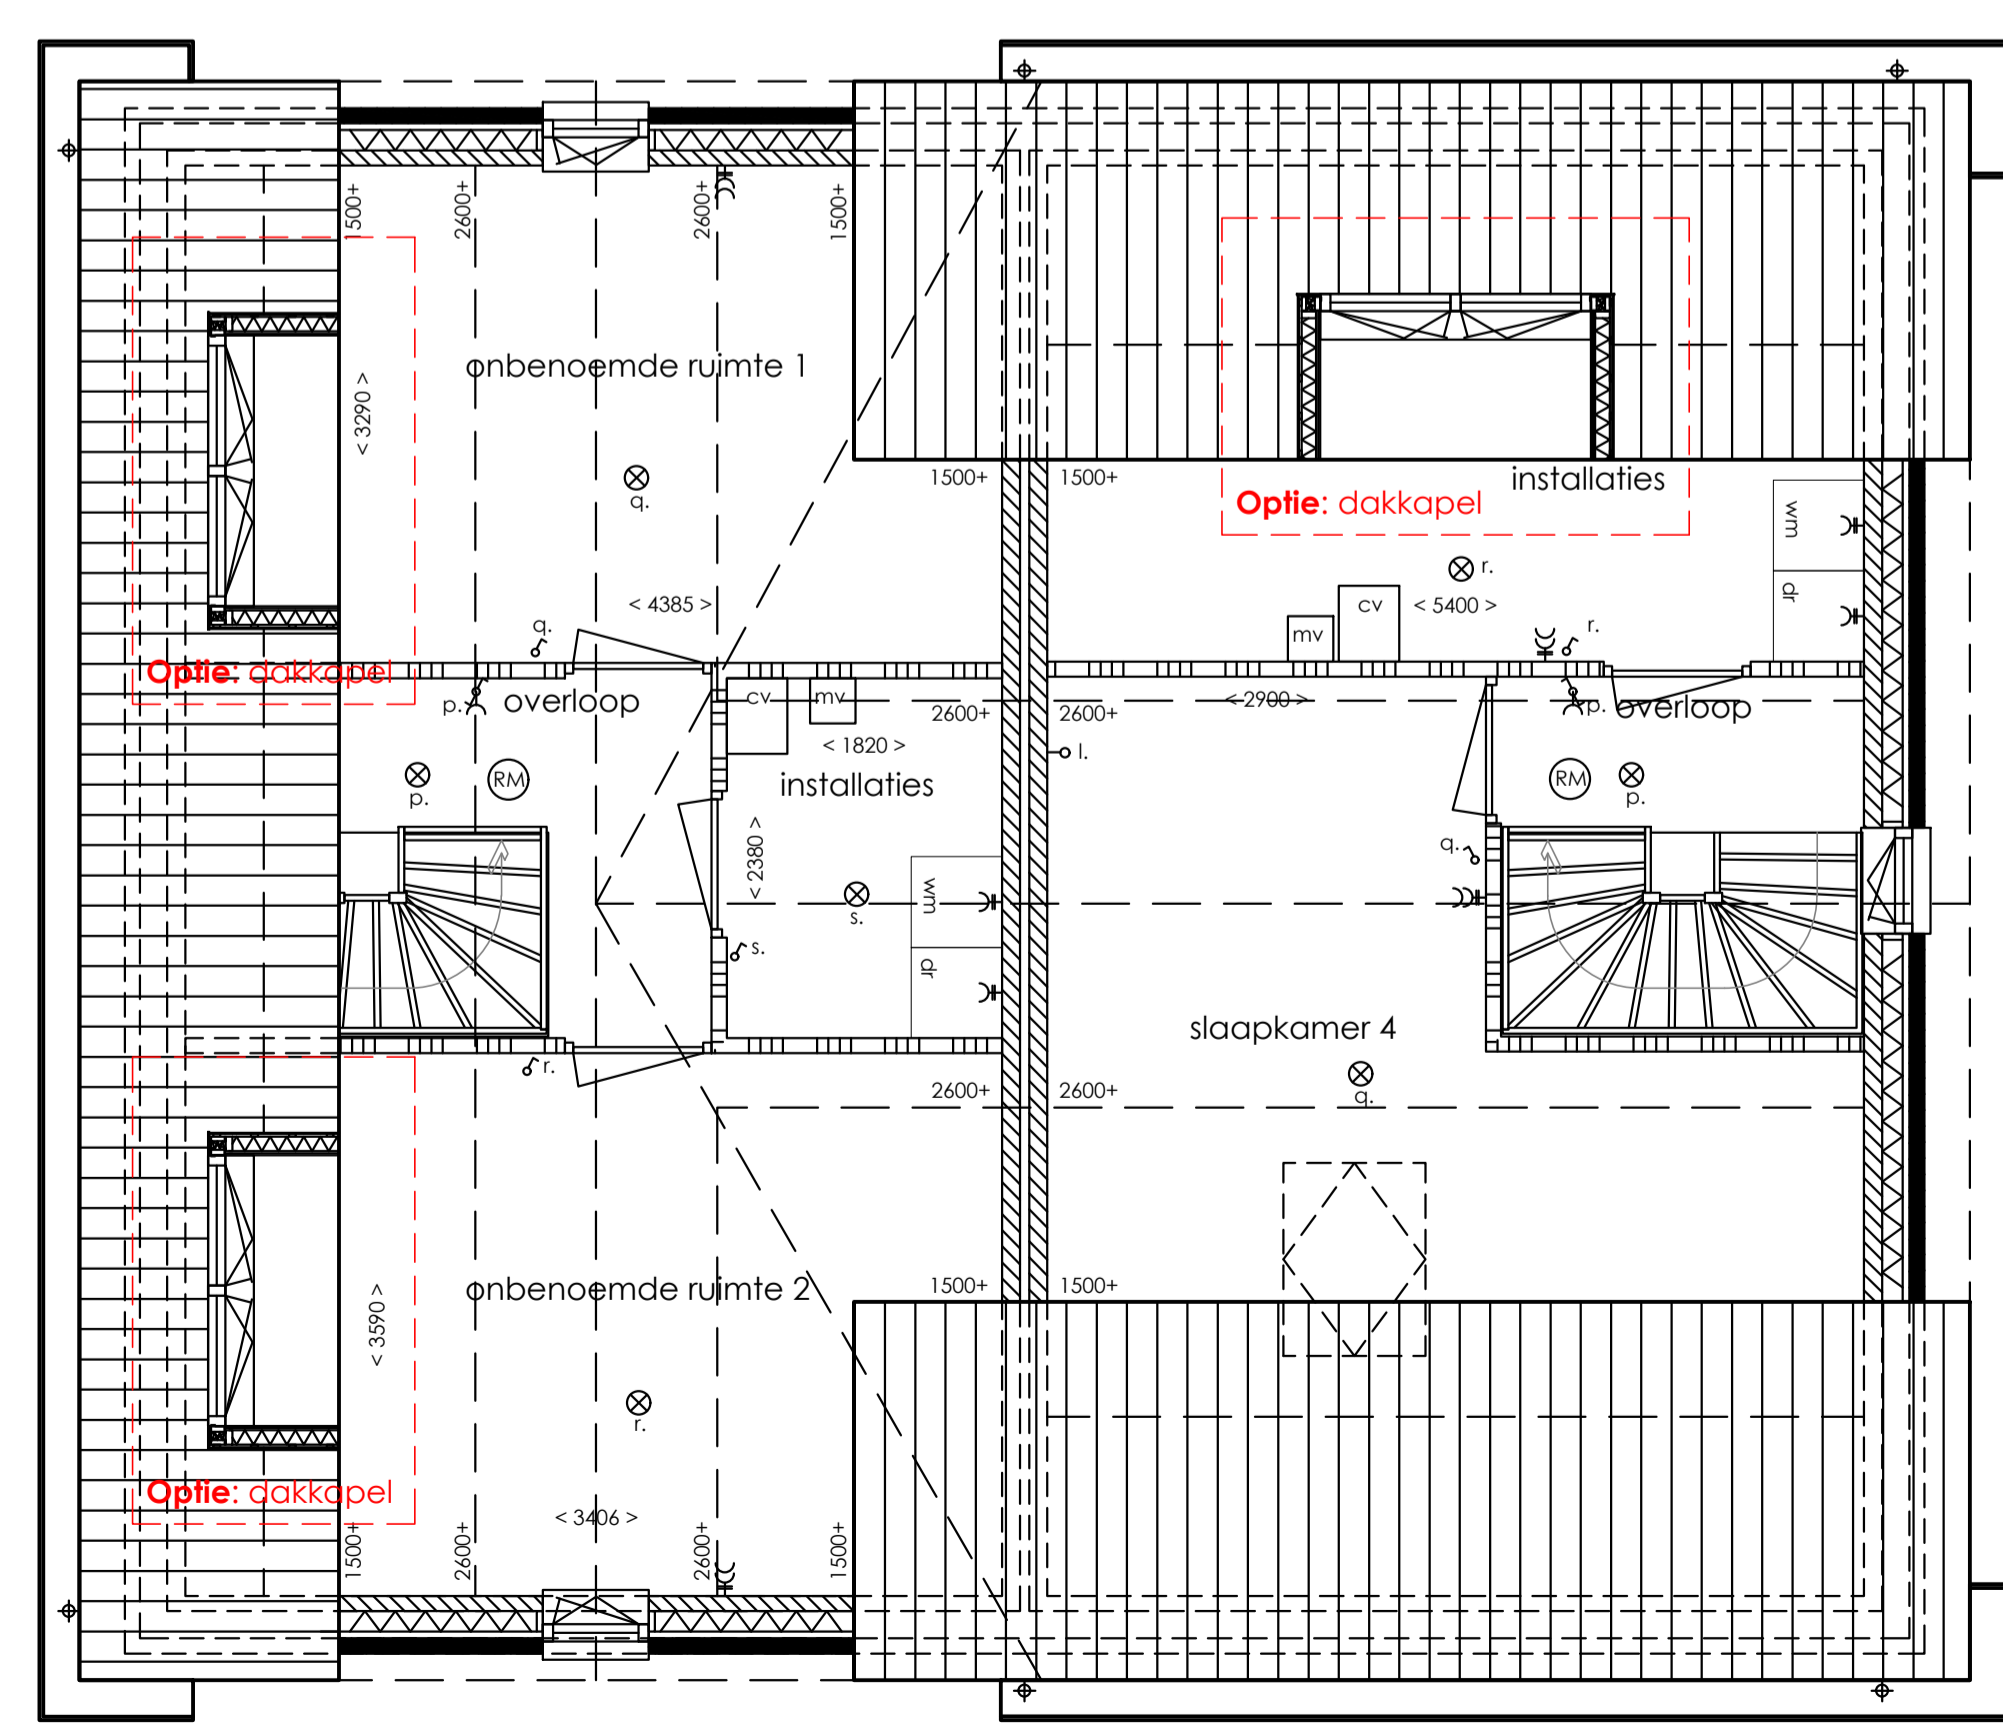 1500+
2600+
2600+
1500+
onbenoemde ruimte 1
< 3290 >
q.
1500+
1500+
installaties
Optie: dakkapel
wm
r.
dr
< 4385 >
cv
< 5400 >
mv
q.
r.
Optie: dakkapel
p.
overloop
cv
mv
2600+
2600+
< 2900 >
p.
overloop
< 1820 >
l.
installaties
p.
RM
RM
p.
< 2380 >
q.
wm
s.
s.
dr
slaapkamer 4
r.
2600+
2600+
q.
onbenoemde ruimte 2
1500+
1500+
< 3590 >
r.
Optie: dakkapel
< 3406 >
1500+
2600+
2600+
1500+